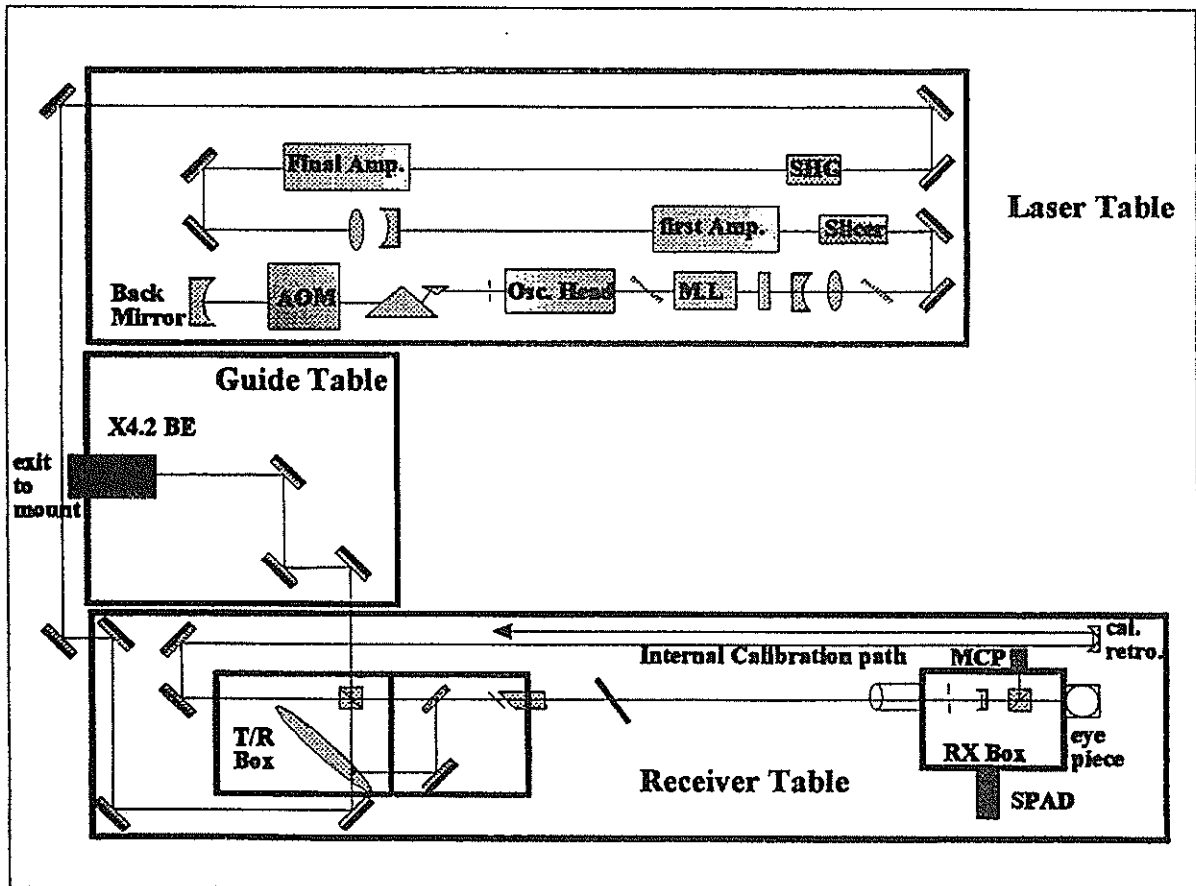 Final Amp.
SHG
Laser Table
first Amp.
Slicer
Back
Mirror
AOM
Osc. Head
M.L
Guide Table
X4.2 BE
exit
to
mount
cal.
retro.
Internal Calibration path
MCP
T/R
Box
RX Box
eye
piece
Receiver Table
SPAD